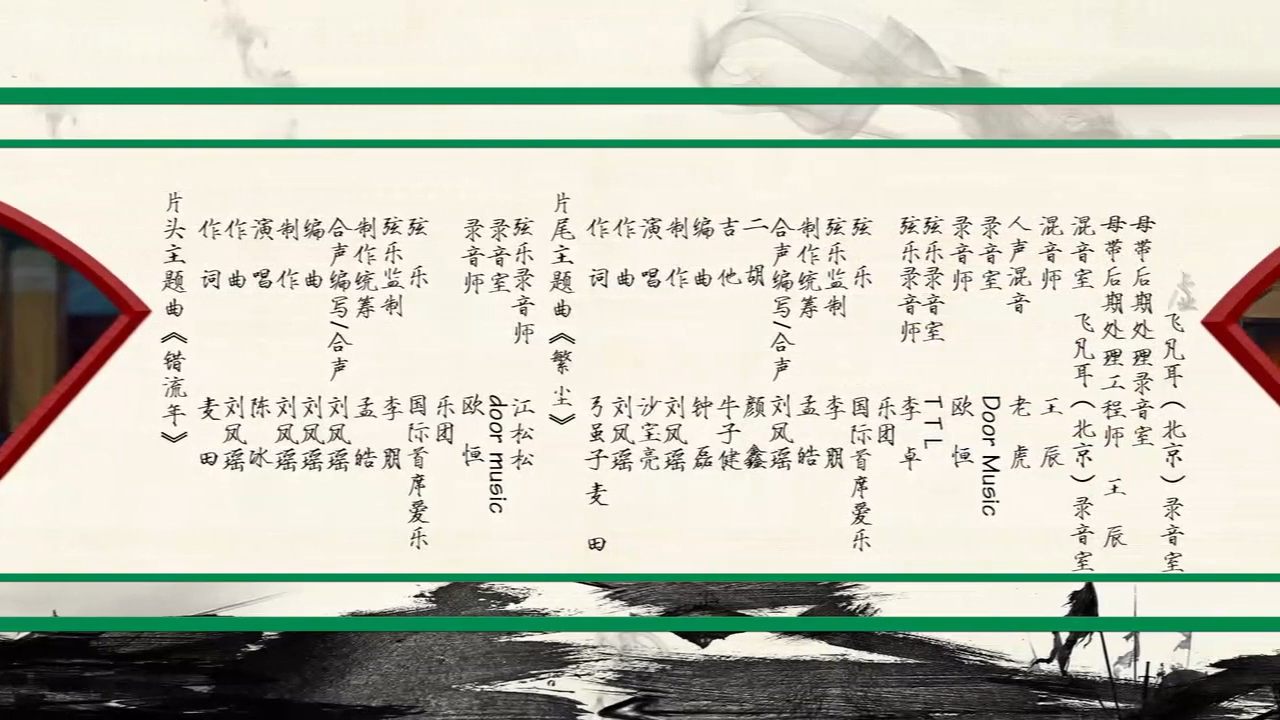 片头主题曲《错流年》
作词 麦田
作曲 刘风瑶
演唱 陈冰
制作 刘风瑶
编曲 刘风瑶
合声编写/合声 刘风瑶
制作统筹 孟皓
弦乐监制 李朋
弦乐 国际首席爱乐
乐团
录音师 欧恒
录音室 door music
弦乐录音师 江松松
片尾主题曲《繁尘》
作词 弓虽子 麦田
作曲 刘风瑶
演唱 沙宝亮
制作 刘风瑶
编曲 钟磊
吉他 牛子健
二胡 颜鑫
合声编写/合声 刘风瑶
制作统筹 孟皓
弦乐监制 李朋
弦乐 国际首席爱乐
乐团
弦乐录音师 李卓
弦乐录音室 TTL
录音师 欧恒
录音室 Door Music
人声混音 老虎
混音师 王辰
混音室 飞凡耳(北京)录音室
母带后期处理工程师 王辰
母带后期处理录音室
飞凡耳(北京)录音室